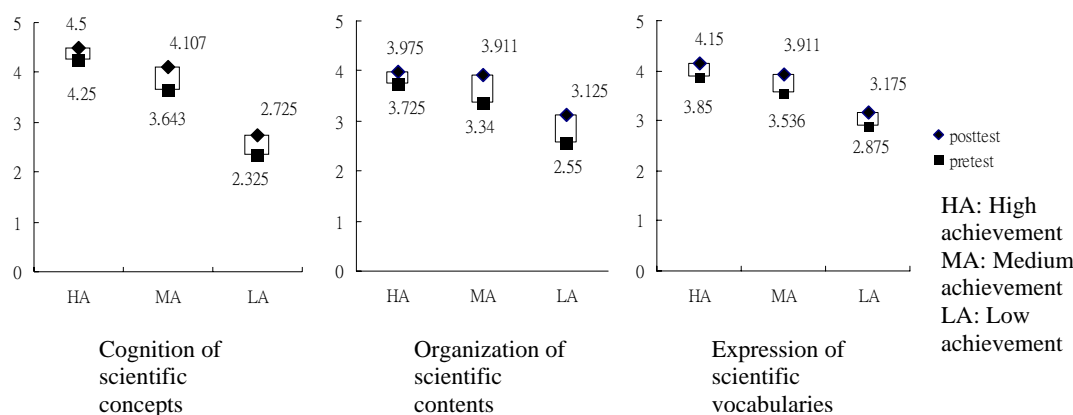 5
4
3
2
1
0
4.5
4.25
4.107
3.643
2.725
2.325
HA MA LA
Cognition of
scientific
concepts
5
4
3
2
1
0
3.975
3.725
3.911
3.34
3.125
2.55
HA MA LA
Organization of
scientific
contents
5
4
3
2
1
0
4.15
3.85
3.911
3.536
3.175
2.875
HA MA LA
Expression of
scientific
vocabularies
posttest
pretest
HA: High
achievement
MA: Medium
achievement
LA: Low
achievement